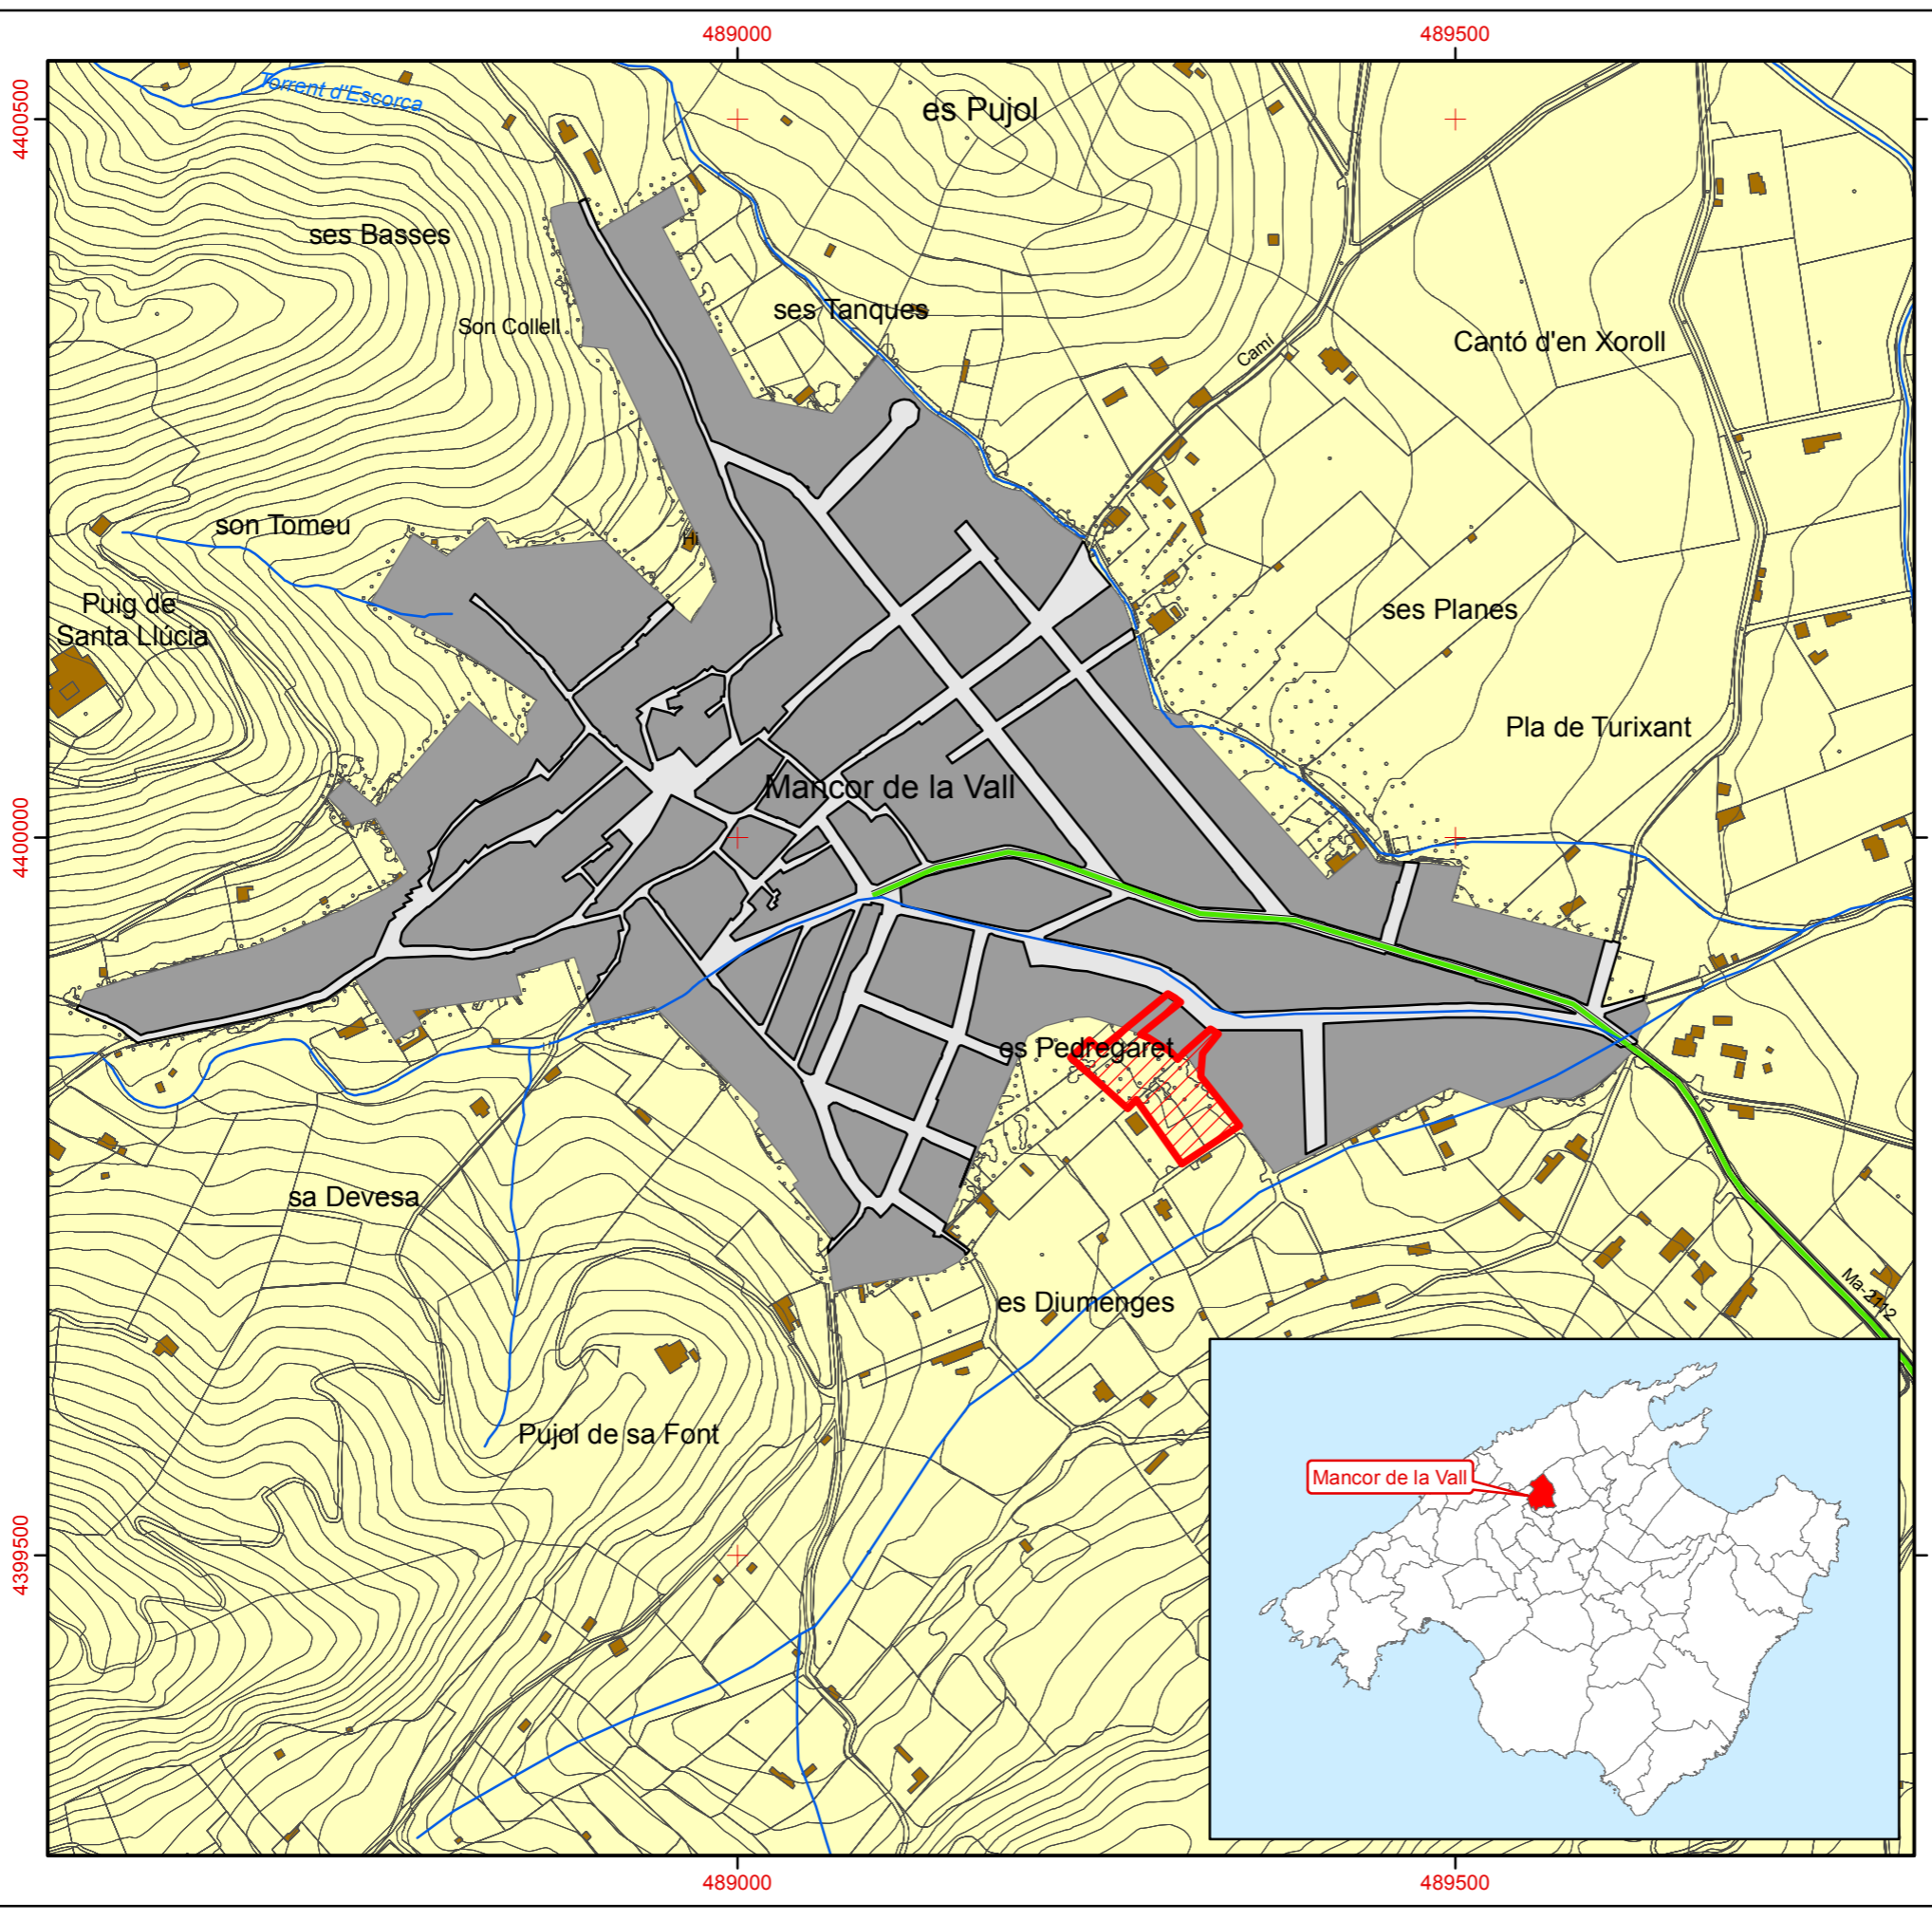 489000
489500
4400500
Torrent d'Escorca
es Pujol
ses Basses
ses Tanques
Son Collell
Camí
Cantó d'en Xoroll
son Tomeu
Hi
Puig de
Santa Llúcia
ses Planes
Pla de Turixant
Mancor de la Vall
4400000
es Pedregaret
sa Devesa
es Diumenges
Ma-2112
Pujol de sa Font
Mancor de la Vall
4399500
489000
489500